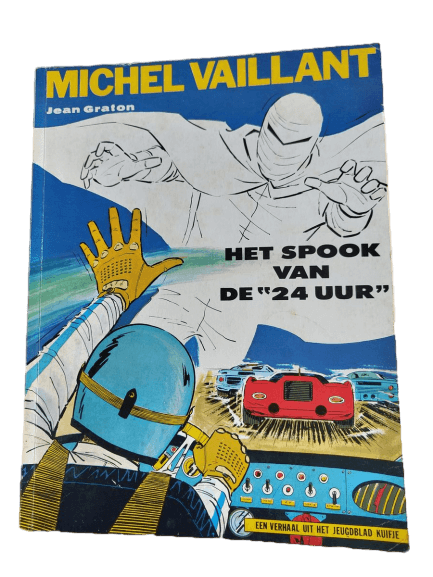 MICHEL VAILLANT
Jean Graton
HET SPOOK
VAN
DE "24 UUR"
EEN VERHAAL UIT HET JEUGDBLAD KUIFJE